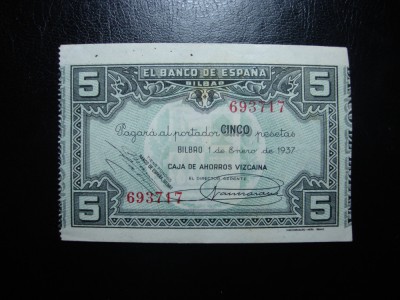 5 EL BANCO DE ESPAÑA 5
BILBAO
693717
Pagará al portador CINCO pesetas
BILBAO 1 de Enero de 1937
CAJA DE AHORROS VIZCAINA
EL DIRECTOR GERENTE
693717
5 5